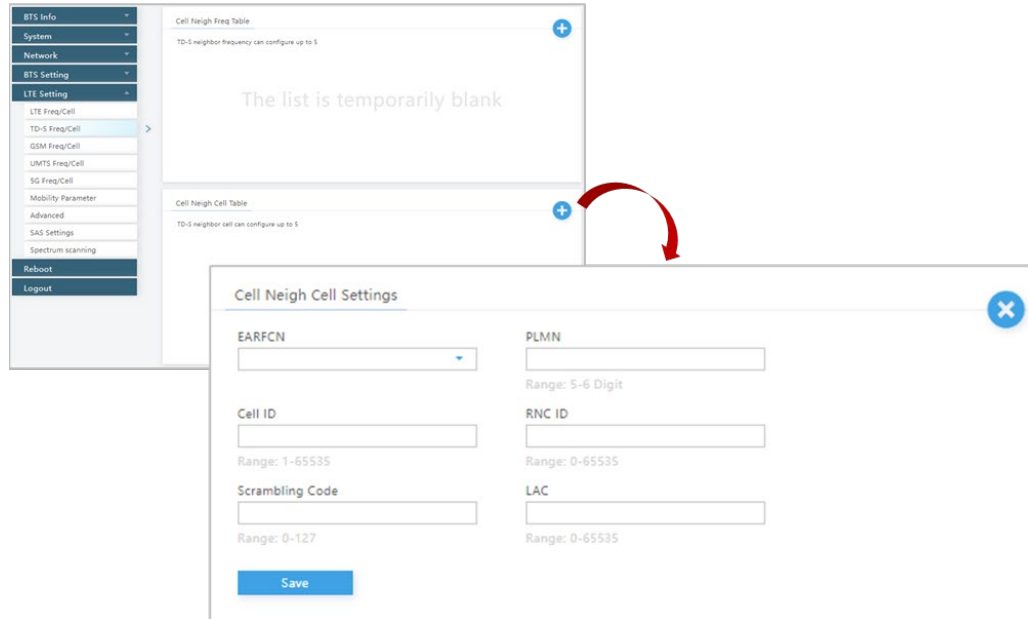 BTS Info
System
Network
BTS Setting
LTE Setting
LTE Freq/Cell
TD-S Freq/Cell
GSM Freq/Cell
UMTS Freq/Cell
5G Freq/Cell
Mobility Parameter
Advanced
SAS Settings
Spectrum scanning
Reboot
Logout
Cell Neigh Freq Table
TD-S neighbor frequency can configure up to 5
The list is temporarily blank
Cell Neigh Cell Table
TD-S neighbor cell can configure up to 5
Cell Neigh Cell Settings
EARFCN
PLMN
Range: 5-6 Digit
Cell ID
RNC ID
Range: 1-65535
Range: 0-65535
Scrambling Code
LAC
Range: 0-127
Range: 0-65535
Save